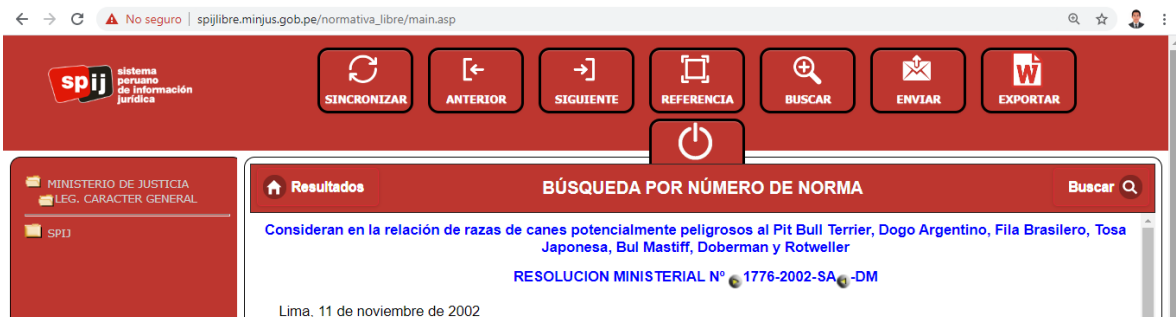 No seguro | spijlibre.minjus.gob.pe/normativa_libre/main.asp
spij sistema
peruano
de información
jurídica
SINCRONIZAR ANTERIOR SIGUIENTE REFERENCIA BUSCAR ENVIAR EXPORTAR
MINISTERIO DE JUSTICIA
LEG. CARACTER GENERAL
SPIJ
Resultados BÚSQUEDA POR NÚMERO DE NORMA Buscar
Consideran en la relación de razas de canes potencialmente peligrosos al Pit Bull Terrier, Dogo Argentino, Fila Brasilero, Tosa
Japonesa, Bul Mastiff, Doberman y Rotweller
RESOLUCION MINISTERIAL Nº 1776-2002-SA-DM
Lima, 11 de noviembre de 2002